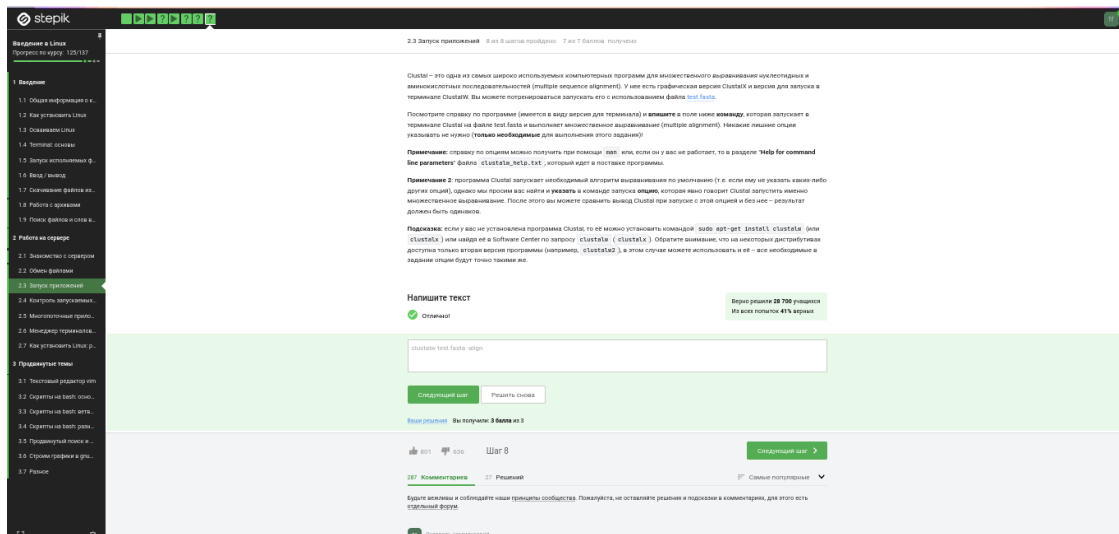 stepik
Введение в Linux
Прогресс по курсу: 125/137
1 Введение
1.1 Общая информация о к...
1.2 Как установить Linux
1.3 Осваиваем Linux
1.4 Terminal: основы
1.5 Запуск исполняемых ф...
1.6 Ввод / вывод
1.7 Скачивание файлов из...
1.8 Работа с архивами
1.9 Поиск файлов и слов в...
2 Работа на сервере
2.1 Знакомство с сервером
2.2 Обмен файлами
2.3 Запуск приложений
2.4 Контроль запускаемых...
2.5 Многопоточные прило...
2.6 Менеджер терминалов...
2.7 Как установить Linux: р...
3 Продвинутые темы
3.1 Текстовый редактор vim
3.2 Скрипты на bash: осно...
3.3 Скрипты на bash: ветв...
3.4 Скрипты на bash: разн...
3.5 Продвинутый поиск и ...
3.6 Строим графики в gnu...
3.7 Разное
2.3 Запуск приложений 8 из 8 шагов пройдено 7 из 7 баллов получено
Clustal – это одна из самых широко используемых компьютерных программ для множественного выравнивания нуклеотидных и
аминокислотных последовательностей (multiple sequence alignment). У нее есть графическая версия ClustalX и версия для запуска в
терминале ClustalW. Вы можете потренироваться запускать его с использованием файла test.fasta.
Посмотрите справку по программе (имеется в виду версия для терминала) и впишите в поле ниже команду, которая запускает в
терминале Clustal на файле test.fasta и выполняет множественное выравнивание (multiple alignment). Никакие лишние опции
указывать не нужно (только необходимые для выполнения этого задания)!
Примечание: справку по опциям можно получить при помощи man или, если он у вас не работает, то в разделе "Help for command
line parameters" файла clustalw_help.txt, который идет в поставке программы.
Примечание 2: программа Clustal запускает необходимый алгоритм выравнивания по умолчанию (т.е. если ему не указать каких-либо
других опций), однако мы просим вас найти и указать в команде запуска опцию, которая явно говорит Clustal запустить именно
множественное выравнивание. После этого вы можете сравнить вывод Clustal при запуске с этой опцией и без нее – результат
должен быть одинаков.
Подсказка: если у вас не установлена программа Clustal, то её можно установить командой sudo apt-get install clustalw (или
clustalx) или найдя её в Software Center по запросу clustalw (clustalx). Обратите внимание, что на некоторых дистрибутивах
доступна только вторая версия программы (например, clustalw2), в этом случае можете использовать и её – все необходимые в
задании опции будут точно такими же.
Напишите текст
Отлично!
Верно решили 28 700 учащихся
Из всех попыток 41% верных
clustalw test.fasta -align
Следующий шаг Решить снова
Ваши решения Вы получили: 3 балла из 3
801 606 Шаг 8 Следующий шаг
287 Комментариев 27 Решений Самые популярные
Будьте вежливы и соблюдайте наши принципы сообщества. Пожалуйста, не оставляйте решения и подсказки в комментариях, для этого есть
отдельный форум.